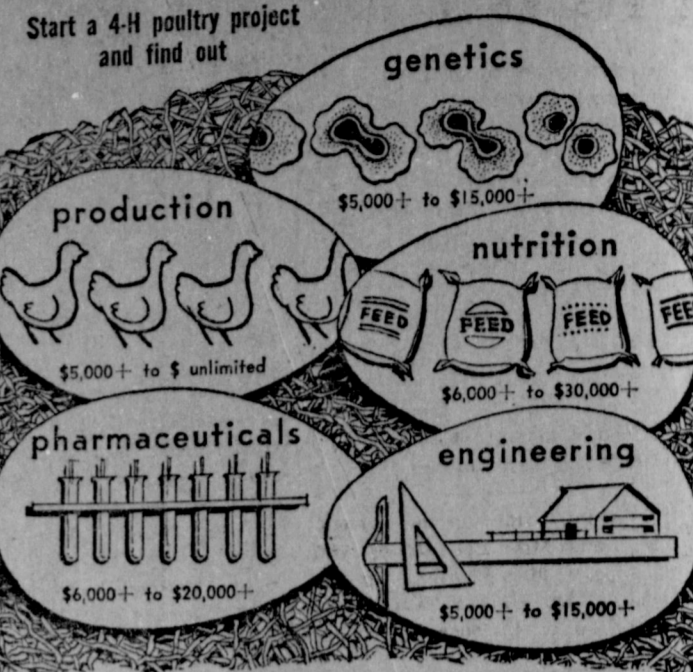 Start a 4-H poultry project
and find out
genetics
$5,000+ to $15,000+
production
$5,000+ to $ unlimited
nutrition
FEED
FEED
FEED
FEE
$6,000+ to $30,000+
pharmaceuticals
$6,000+ to $20,000+
engineering
$5,000+ to $15,000+